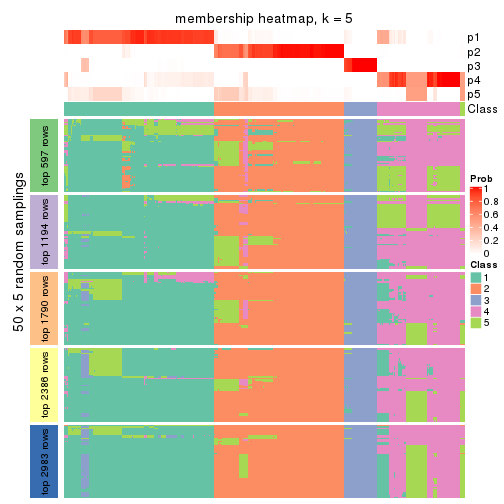 membership heatmap, k = 5
p1
p2
p3
p4
p5
Class
50 x 5 random samplings
top 597 rows
top 1194 rows
top 1790 rows
top 2386 rows
top 2983 rows
Prob
1
0.8
0.6
0.4
0.2
0
Class
1
2
3
4
5